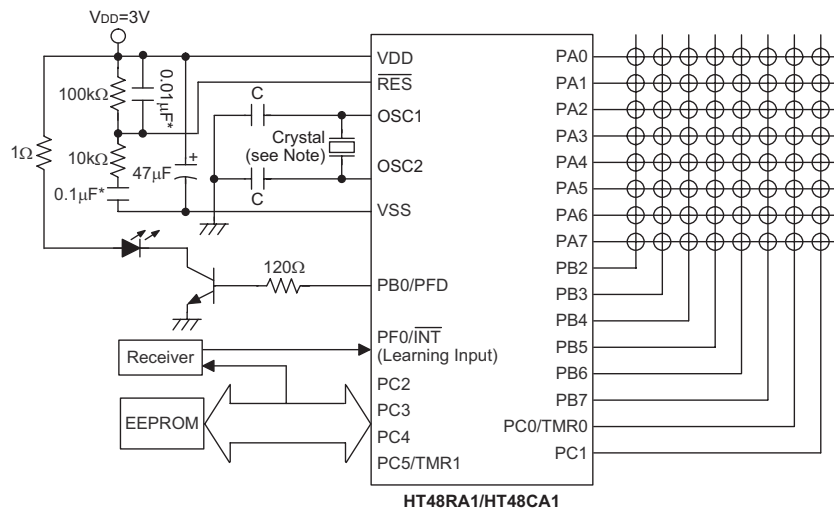 VDD=3V
100kΩ
0.01μF*
1Ω
10kΩ
47μF
+
0.1μF*
C
Crystal
(see Note)
C
120Ω
Receiver
EEPROM
VDD
RES
OSC1
OSC2
VSS
PB0/PFD
PF0/INT
(Learning Input)
PC2
PC3
PC4
PC5/TMR1
PA0
PA1
PA2
PA3
PA4
PA5
PA6
PA7
PB2
PB3
PB4
PB5
PB6
PB7
PC0/TMR0
PC1
HT48RA1/HT48CA1